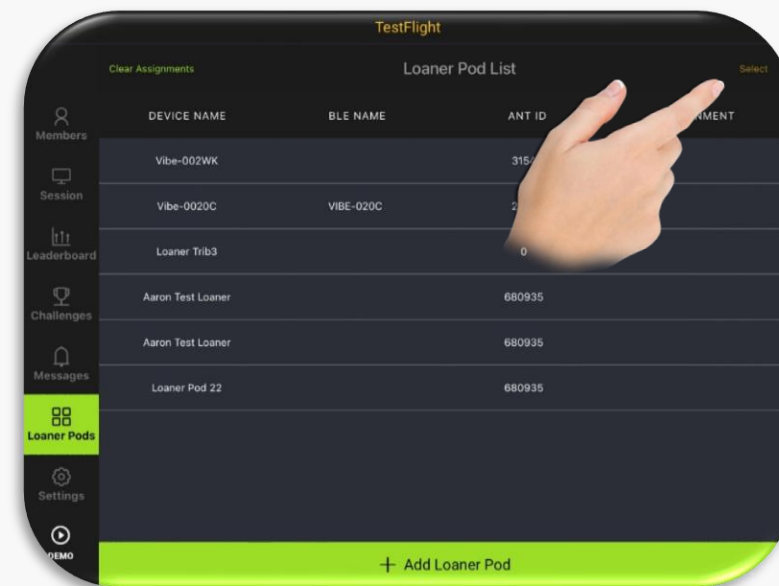 TestFlight
Clear Assignments Loaner Pod List Select
DEVICE NAME BLE NAME ANT ID
Members
Vibe-002WK
Session
Vibe-0020C VIBE-020C
Leaderboard
Loaner Trib3 0
Challenges
Aaron Test Loaner 680935
Aaron Test Loaner 680935
Messages
Loaner Pod 22 680935
Loaner Pods
Settings
DEMO
+ Add Loaner Pod